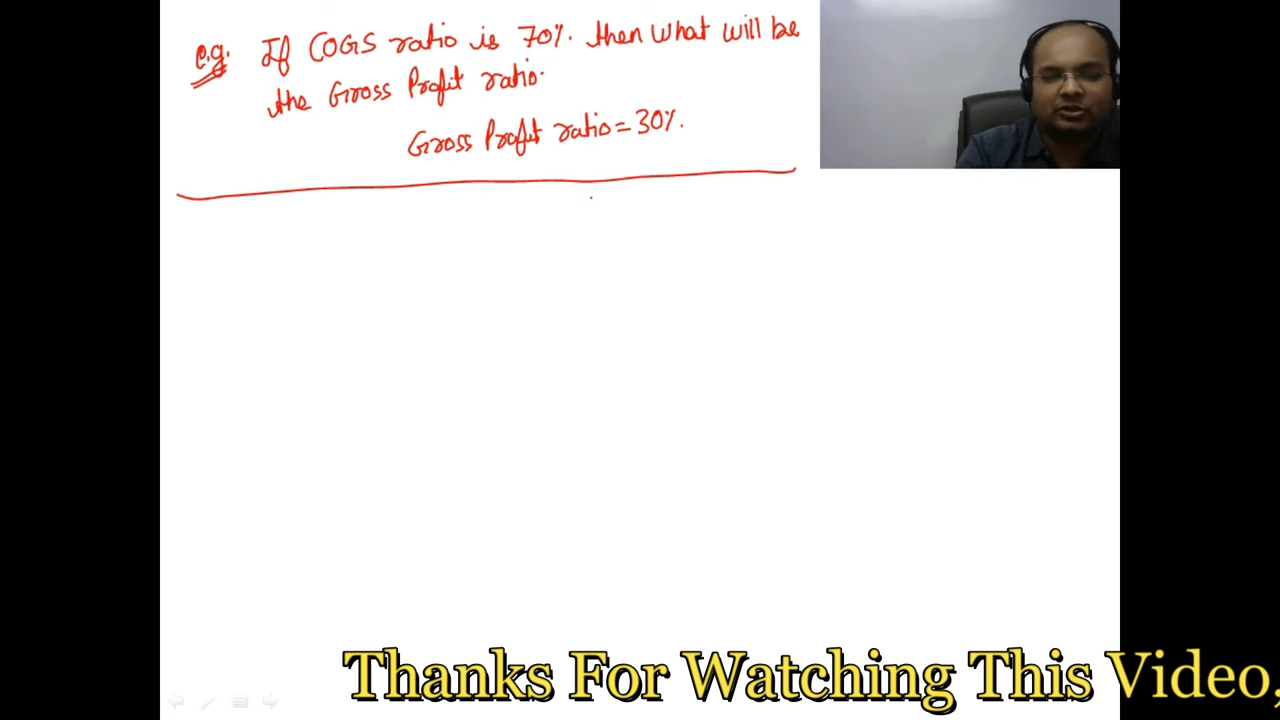 e.g. If COGS ratio is 70%. then what will be
the Gross Profit ratio.
Gross Profit ratio = 30%.
Thanks For Watching This Video,